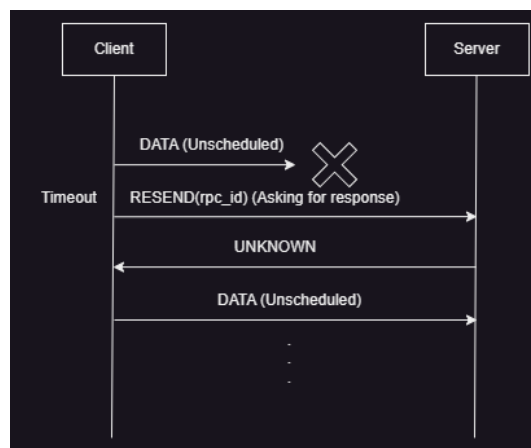 Client
Server
DATA (Unscheduled)
Timeout
RESEND(rpc_id) (Asking for response)
UNKNOWN
DATA (Unscheduled)
.
.
.